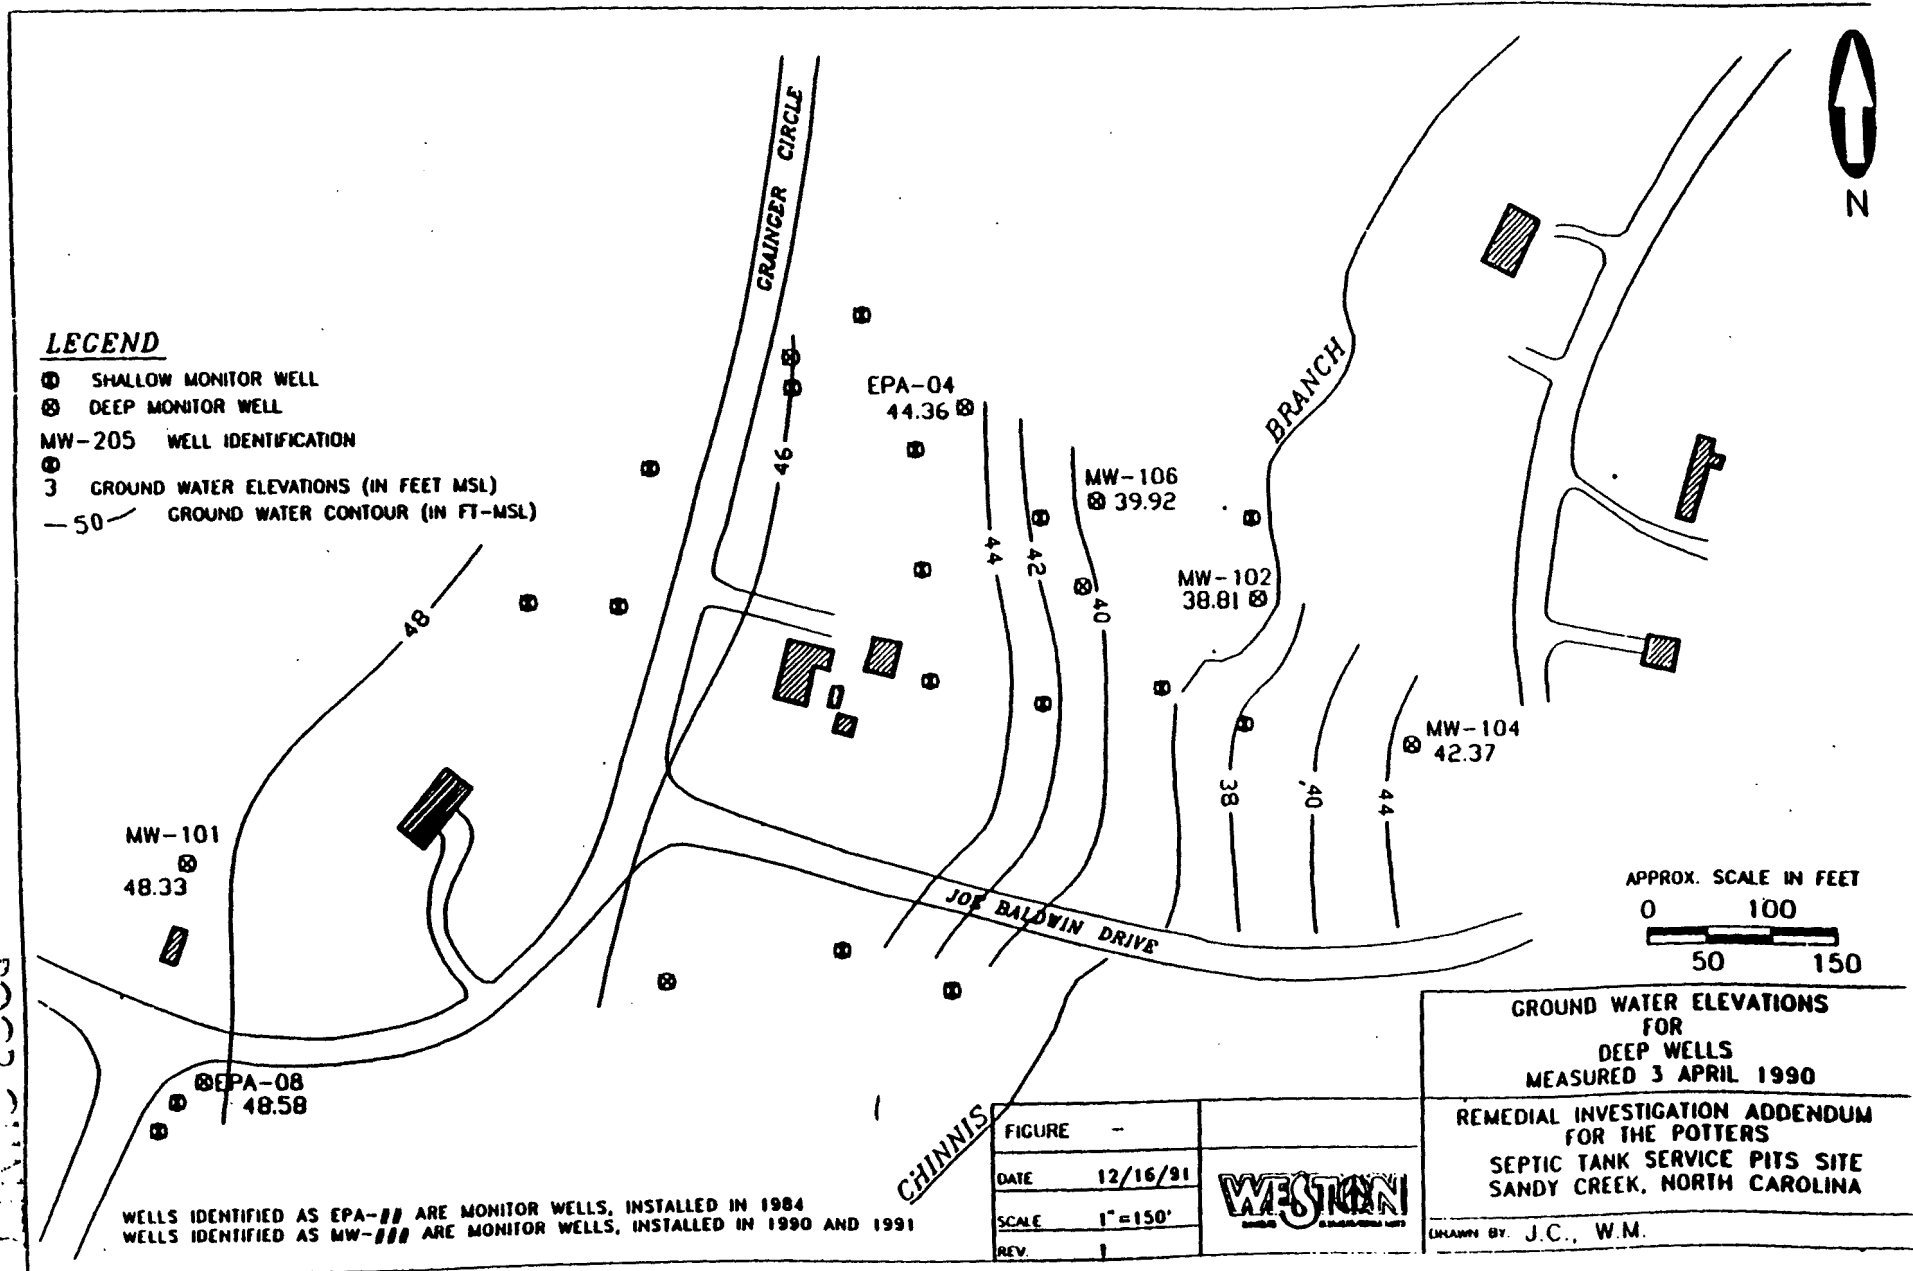 GRAINGER CIRCLE
N
LEGEND
SHALLOW MONITOR WELL
DEEP MONITOR WELL
MW-205 WELL IDENTIFICATION
3 GROUND WATER ELEVATIONS (IN FEET MSL)
50 GROUND WATER CONTOUR (IN FT-MSL)
EPA-04
44.36
BRANCH
46
MW-106
39.92
44
42
MW-102
38.81
40
48
MW-104
42.37
38
40
44
MW-101
48.33
JOE BALDWIN DRIVE
APPROX. SCALE IN FEET
0 100
50 150
EPA-08
48.58
CHINNIS
GROUND WATER ELEVATIONS
FOR
DEEP WELLS
MEASURED 3 APRIL 1990
REMEDIAL INVESTIGATION ADDENDUM
FOR THE POTTERS
SEPTIC TANK SERVICE PITS SITE
SANDY CREEK, NORTH CAROLINA
DRAWN BY: J.C., W.M.
FIGURE -
DATE 12/16/91
SCALE 1"=150'
REV. 1
WESTON
WELLS IDENTIFIED AS EPA-## ARE MONITOR WELLS, INSTALLED IN 1984
WELLS IDENTIFIED AS MW-### ARE MONITOR WELLS, INSTALLED IN 1990 AND 1991